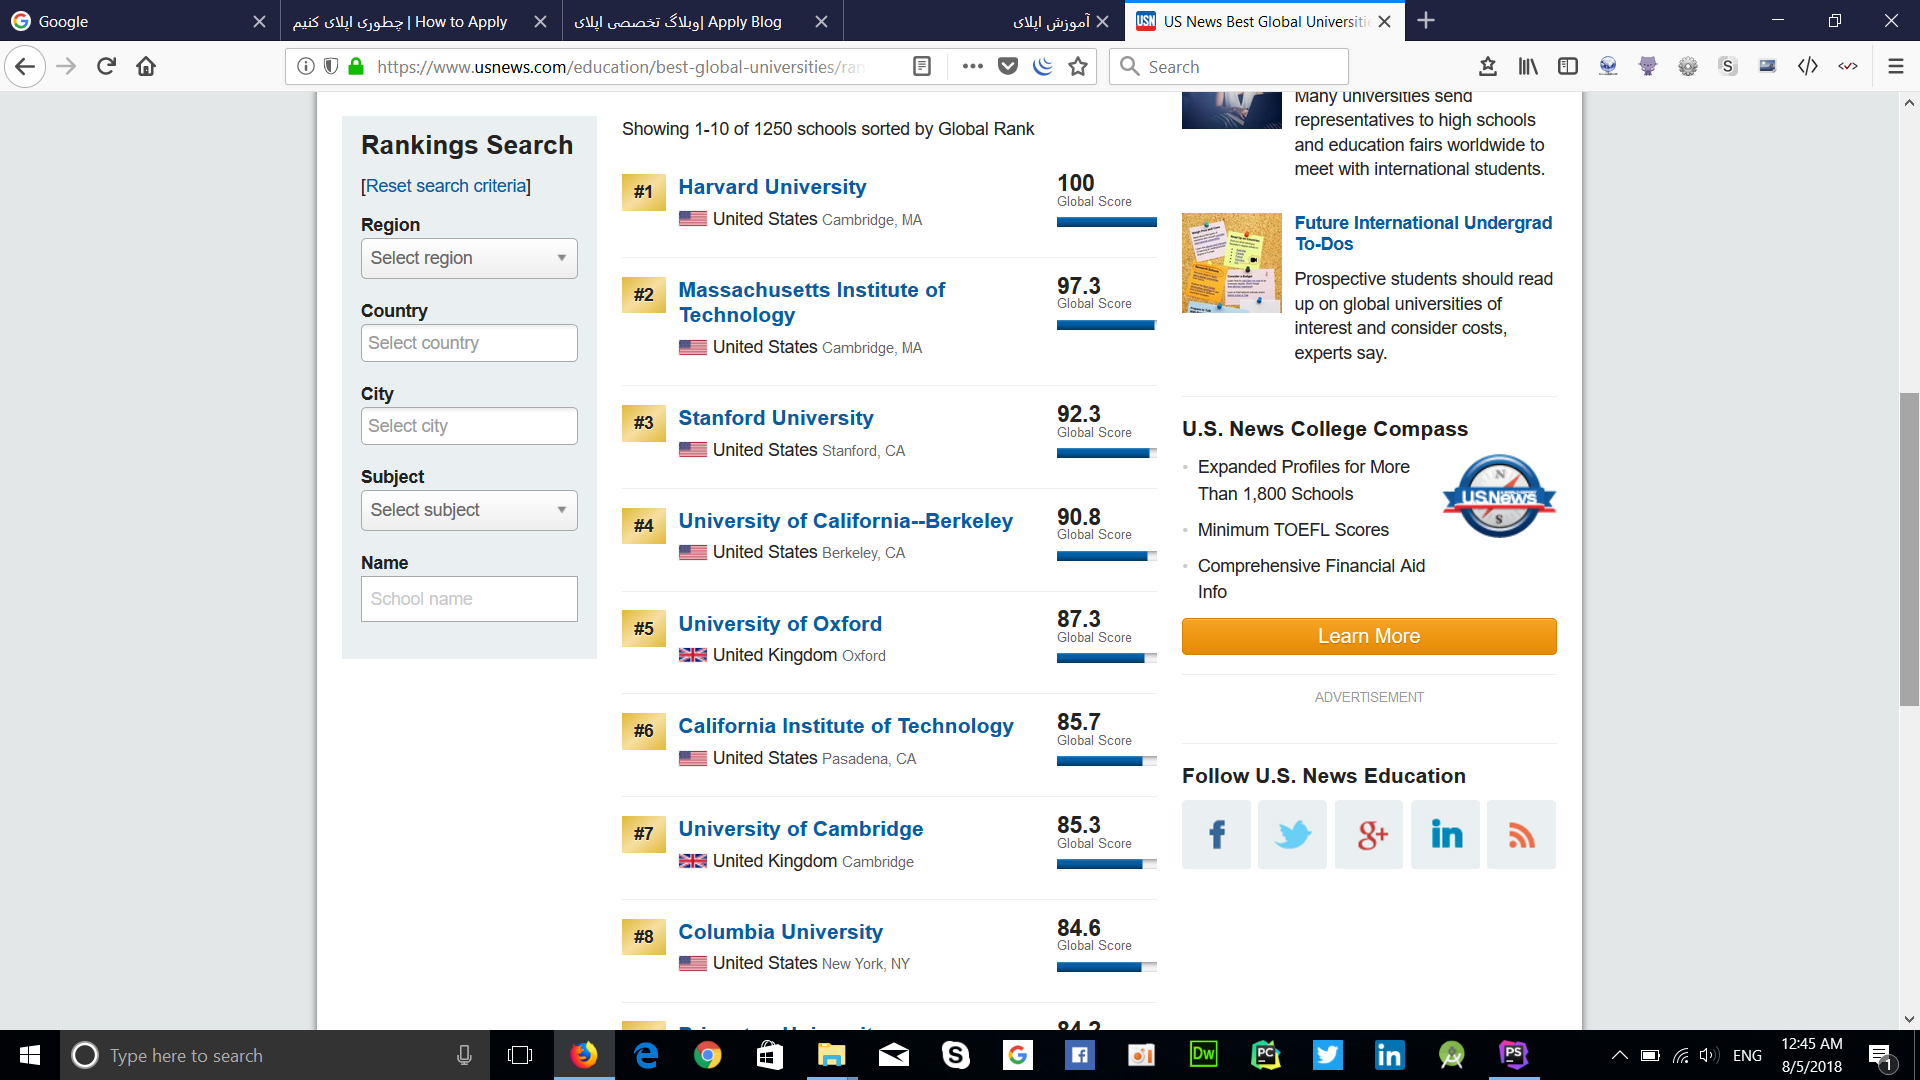 Google
چطوری اپلای کنیم | How to Apply
وبلاگ تخصصی اپلای| Apply Blog
آموزش اپلای
US News Best Global Universiti
https://www.usnews.com/education/best-global-universities/ran
Search
Rankings Search
[Reset search criteria]
Region
Select region
Country
Select country
City
Select city
Subject
Select subject
Name
School name
Showing 1-10 of 1250 schools sorted by Global Rank
#1
Harvard University
United States Cambridge, MA
100
Global Score
#2
Massachusetts Institute of
Technology
United States Cambridge, MA
97.3
Global Score
#3
Stanford University
United States Stanford, CA
92.3
Global Score
#4
University of California--Berkeley
United States Berkeley, CA
90.8
Global Score
#5
University of Oxford
United Kingdom Oxford
87.3
Global Score
#6
California Institute of Technology
United States Pasadena, CA
85.7
Global Score
#7
University of Cambridge
United Kingdom Cambridge
85.3
Global Score
#8
Columbia University
United States New York, NY
84.6
Global Score
84.2
Many universities send
representatives to high schools
and education fairs worldwide to
meet with international students.
Future International Undergrad
To-Dos
Prospective students should read
up on global universities of
interest and consider costs,
experts say.
U.S. News College Compass
Expanded Profiles for More
Than 1,800 Schools
Minimum TOEFL Scores
Comprehensive Financial Aid
Info
N
USNews
S
Learn More
ADVERTISEMENT
Follow U.S. News Education
Type here to search
ENG
12:45 AM
8/5/2018
1